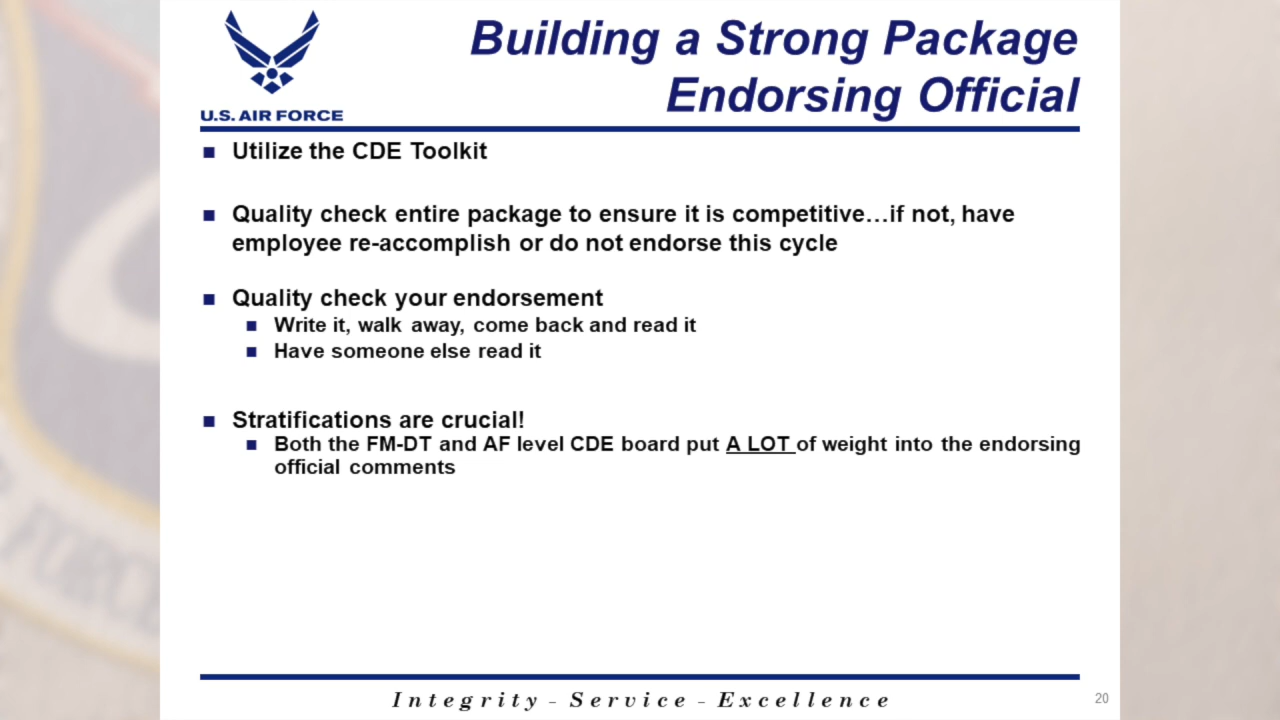 Building a Strong Package
Endorsing Official
U.S. AIR FORCE
Utilize the CDE Toolkit
Quality check entire package to ensure it is competitive…if not, have
employee re-accomplish or do not endorse this cycle
Quality check your endorsement
Write it, walk away, come back and read it
Have someone else read it
Stratifications are crucial!
Both the FM-DT and AF level CDE board put A LOT of weight into the endorsing
official comments
Integrity - Service - Excellence
20
FORCE